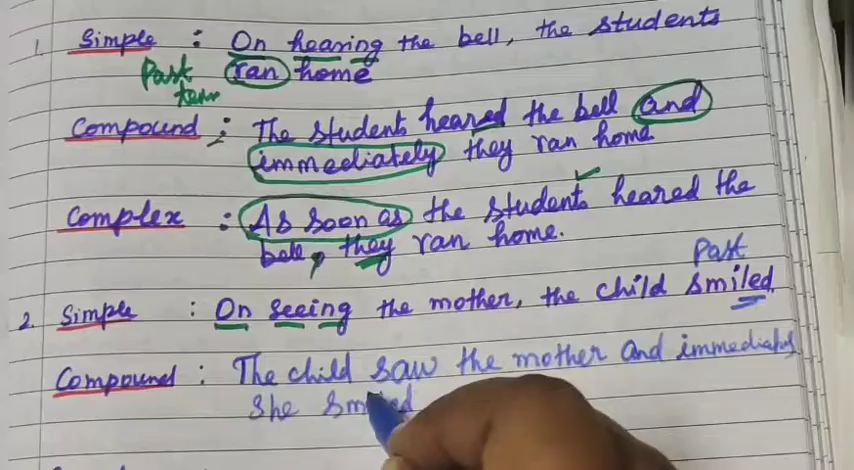 1. Simple : On hearing the bell, the students
Past ran home
tense
Compound : The students heared the bell and
immediately they ran home
Complex : As soon as the students heared the
bell, they ran home.
Past
2. Simple : On seeing the mother, the child smiled
Compound : The child saw the mother and immediately
She smiled